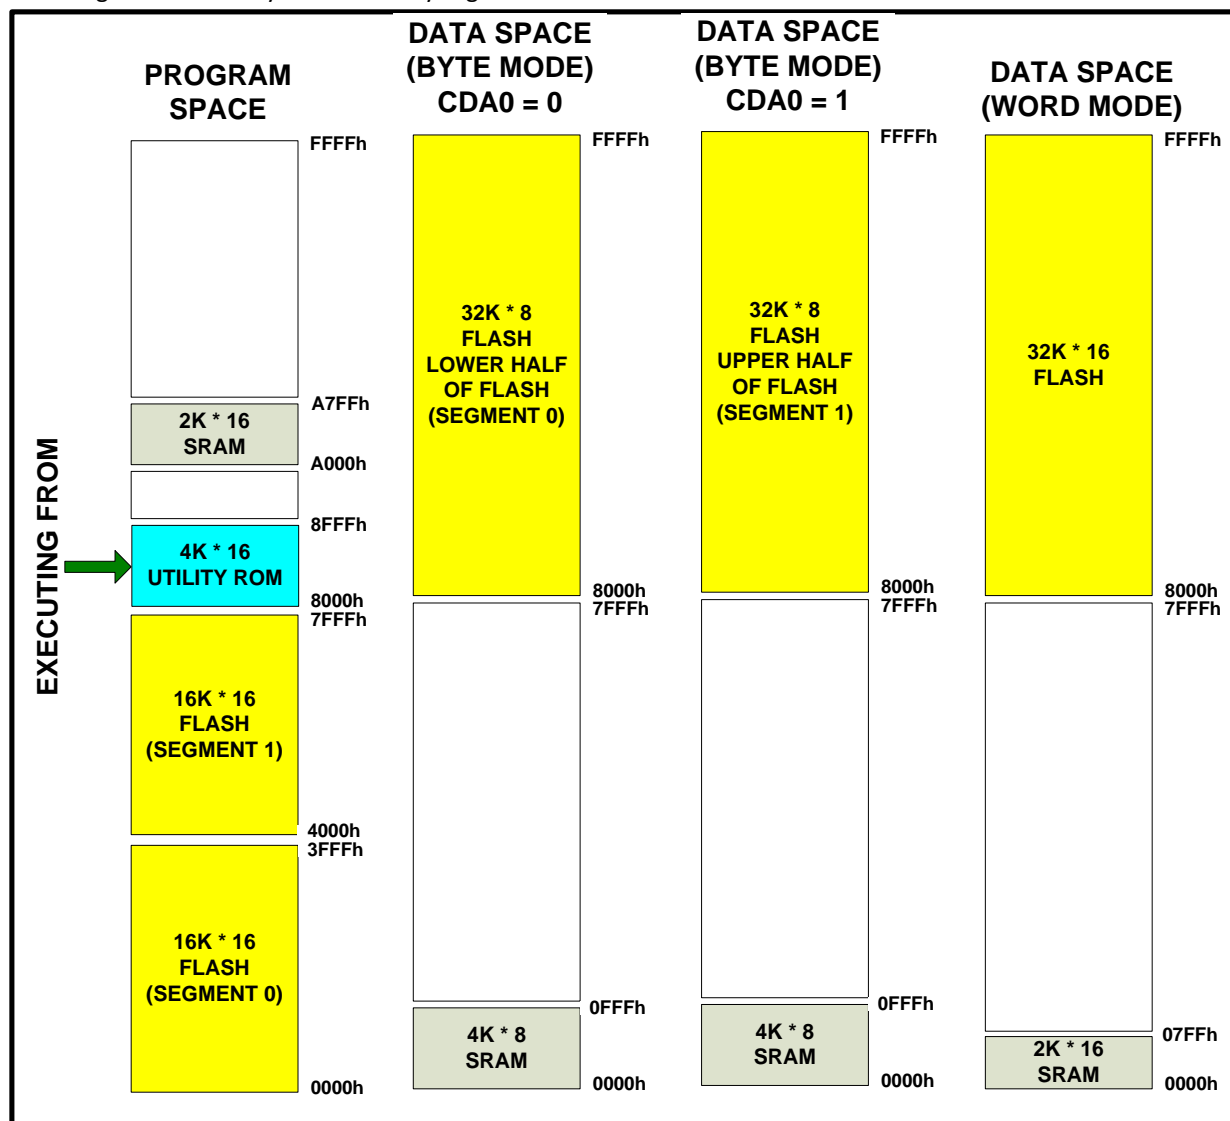 PROGRAM
SPACE
FFFFh
A7FFh
2K * 16
SRAM
A000h
8FFFh
4K * 16
UTILITY ROM
8000h
7FFFh
16K * 16
FLASH
(SEGMENT 1)
4000h
3FFFh
16K * 16
FLASH
(SEGMENT 0)
0000h
EXECUTING FROM
DATA SPACE
(BYTE MODE)
CDA0 = 0
FFFFh
32K * 8
FLASH
LOWER HALF
OF FLASH
(SEGMENT 0)
8000h
7FFFh
0FFFh
4K * 8
SRAM
0000h
DATA SPACE
(BYTE MODE)
CDA0 = 1
FFFFh
32K * 8
FLASH
UPPER HALF
OF FLASH
(SEGMENT 1)
8000h
7FFFh
0FFFh
4K * 8
SRAM
0000h
DATA SPACE
(WORD MODE)
FFFFh
32K * 16
FLASH
8000h
7FFFh
07FFh
2K * 16
SRAM
0000h